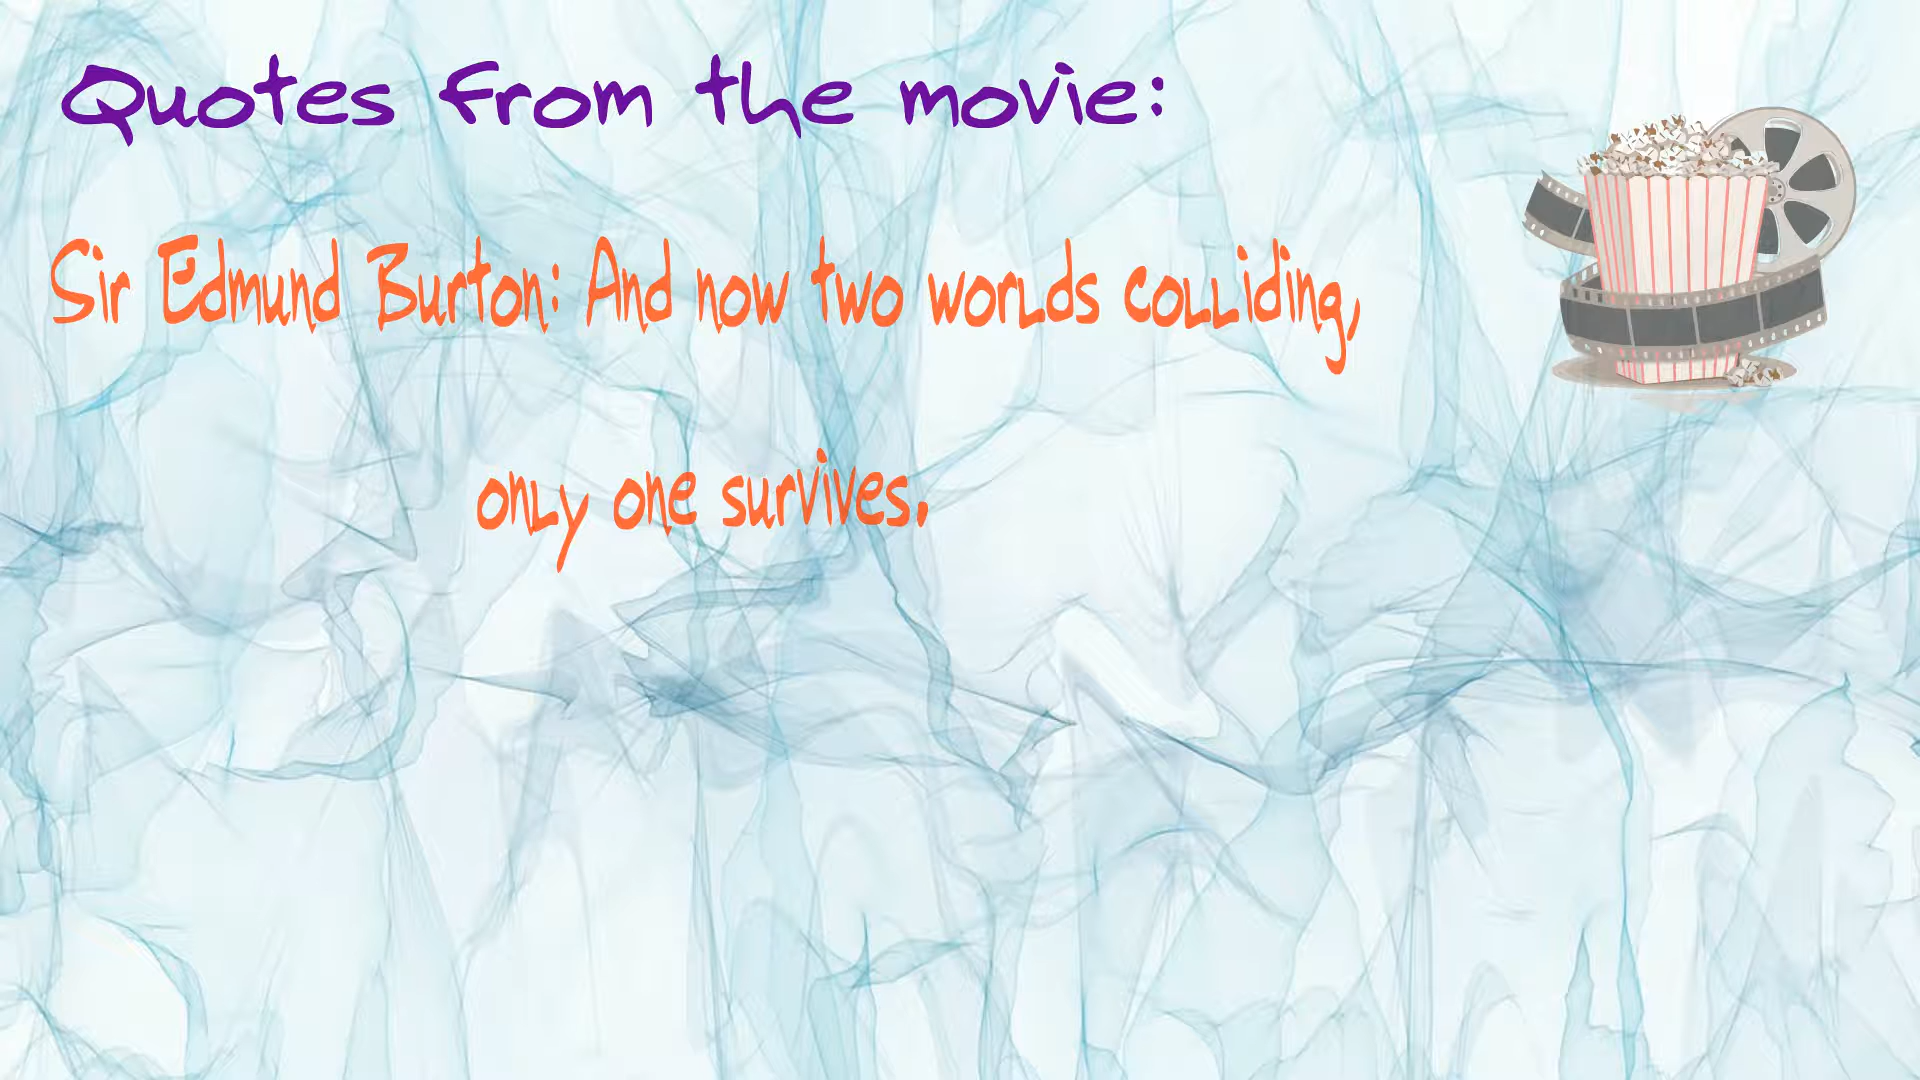 Quotes from the movie:
Sir Edmund Burton: And now two worlds colliding,
only one survives.